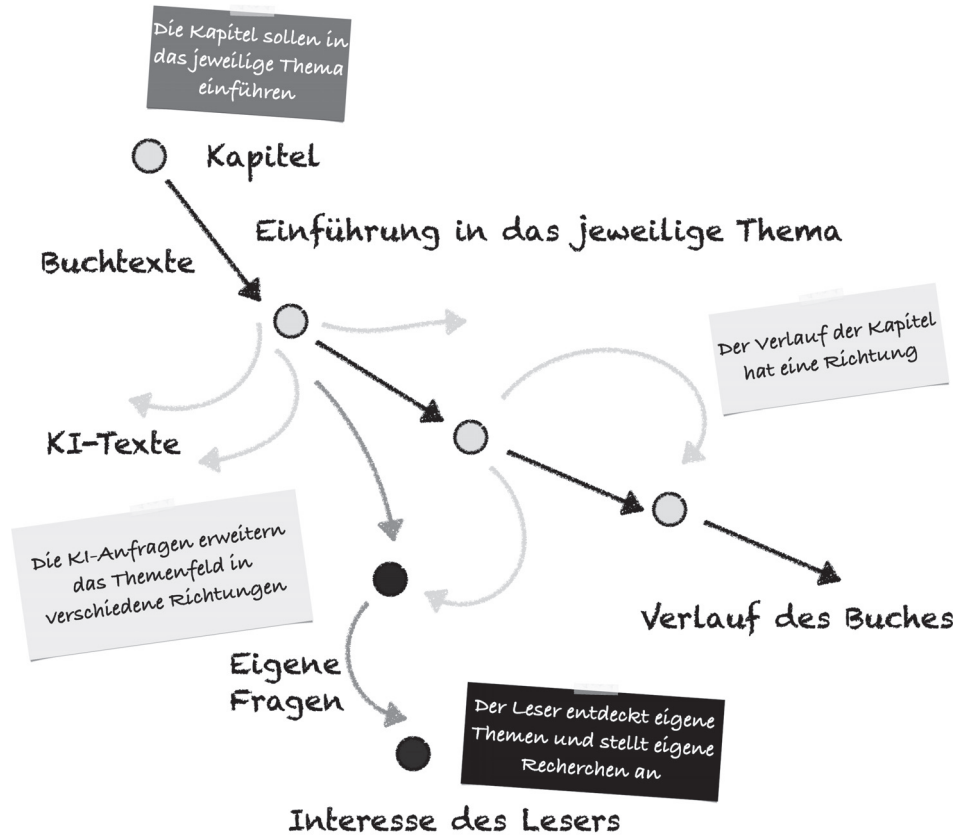 Die Kapitel sollen in
das jeweilige Thema
einführen
Kapitel
Einführung in das jeweilige Thema
Buchtexte
Der Verlauf der Kapitel
hat eine Richtung
KI-Texte
Die KI-Anfragen erweitern
das Themenfeld in
verschiedene Richtungen
Verlauf des Buches
Eigene
Fragen
Der Leser entdeckt eigene
Themen und stellt eigene
Recherchen an
Interesse des Lesers